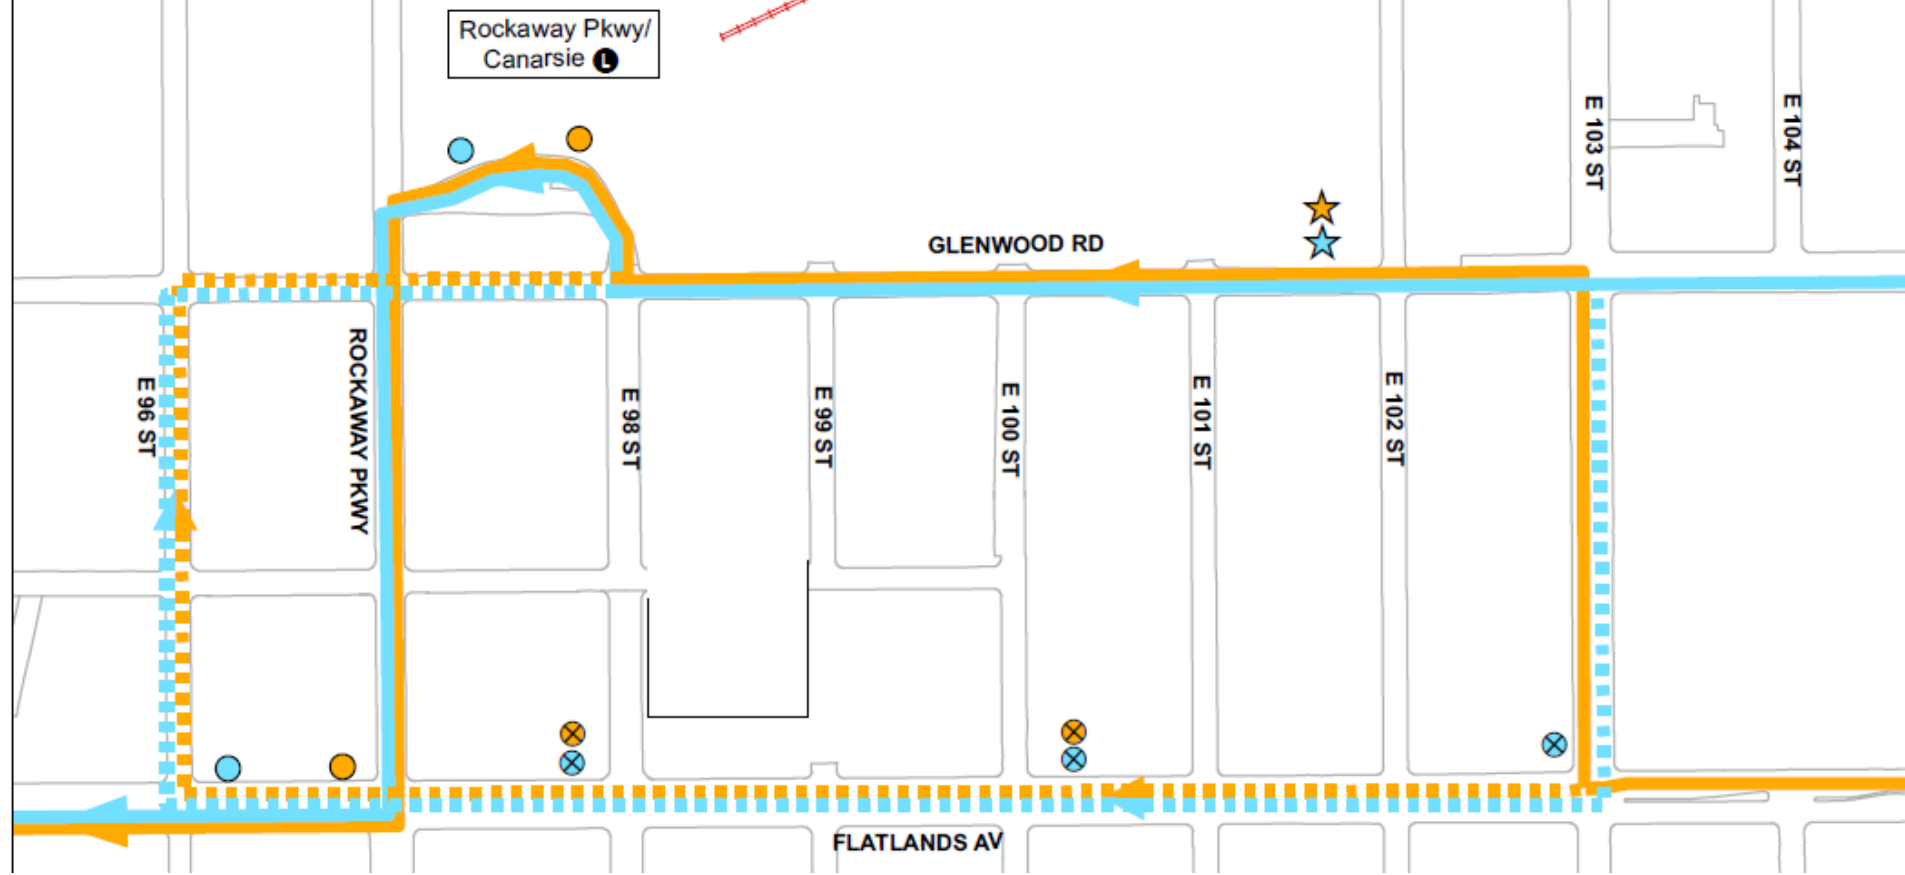 Rockaway Pkwy/
Canarsie L
E 103 ST
E 104 ST
GLENWOOD RD
E 96 ST
ROCKAWAY PKWY
E 98 ST
E 99 ST
E 100 ST
E 101 ST
E 102 ST
FLATLANDS AV